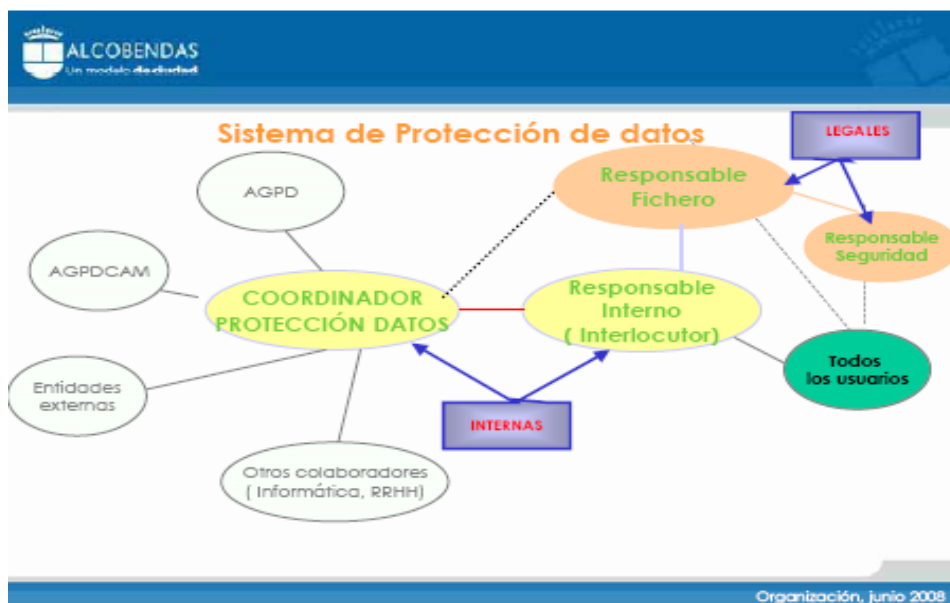 ALCOBENDAS
Un modelo de ciudad
Sistema de Protección de datos
LEGALES
Responsable
Fichero
AGPD
Responsable
Seguridad
AGPDCAM
COORDINADOR
PROTECCIÓN DATOS
Responsable
Interno
( Interlocutor)
Todos
los usuarios
Entidades
externas
INTERNAS
Otros colaboradores
( Informática, RRHH)
Organización, junio 2008